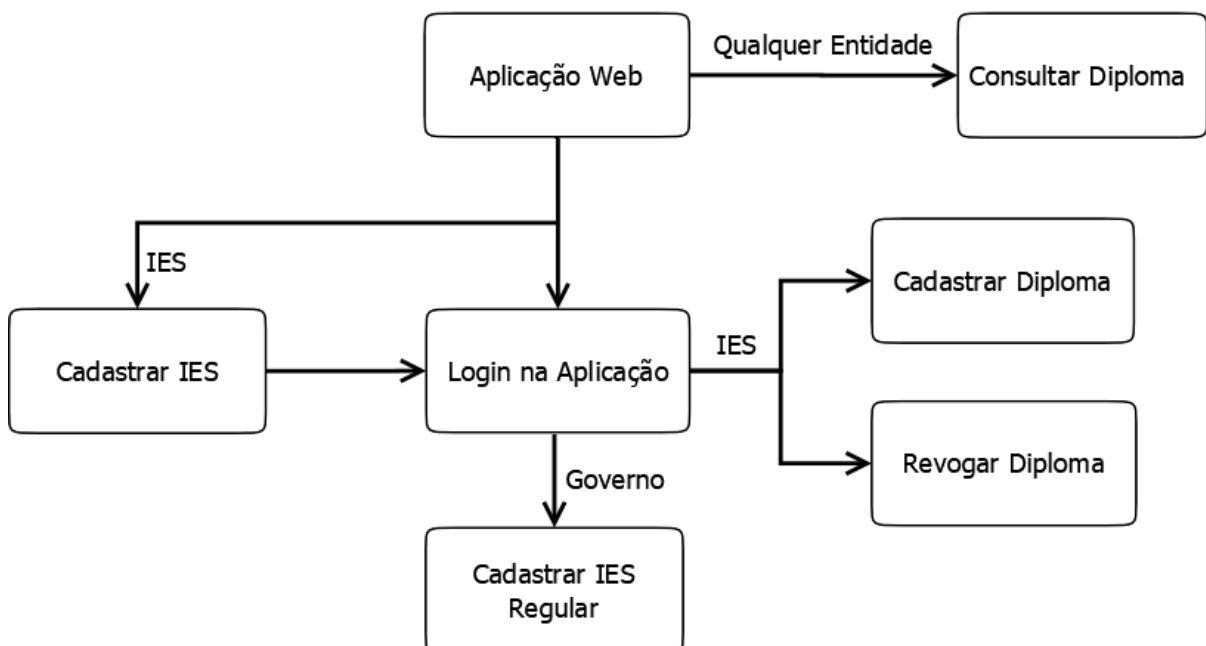 Aplicação Web
Qualquer Entidade
Consultar Diploma
IES
Cadastrar IES
Login na Aplicação
IES
Cadastrar Diploma
Revogar Diploma
Governo
Cadastrar IES
Regular